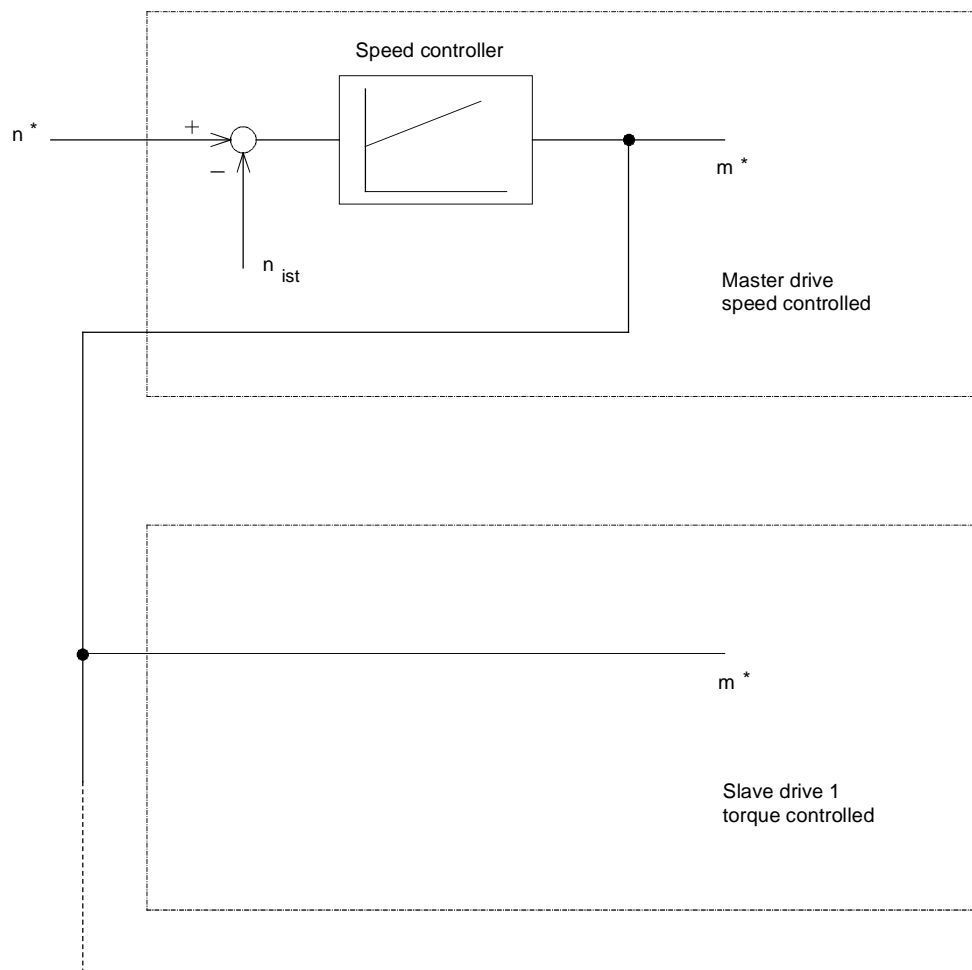 Speed controller
n *
+
−
m *
n ist
Master drive
speed controlled
m *
Slave drive 1
torque controlled